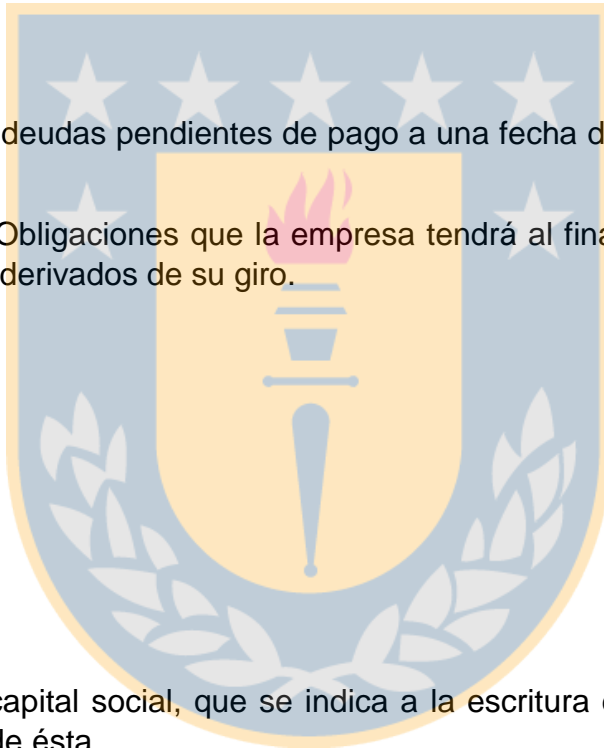 deudas pendientes de pago a una fecha d
Obligaciones que la empresa tendrá al fina
derivados de su giro.
capital social, que se indica a la escritura
de ésta